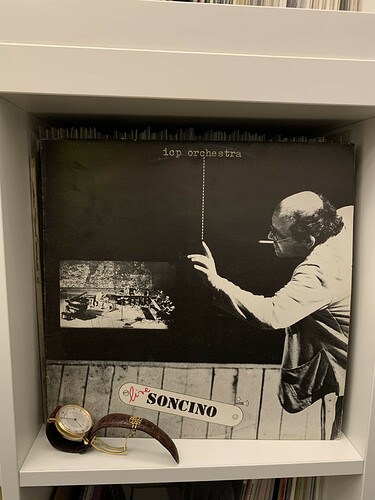 icp orchestra
live
SONCINO